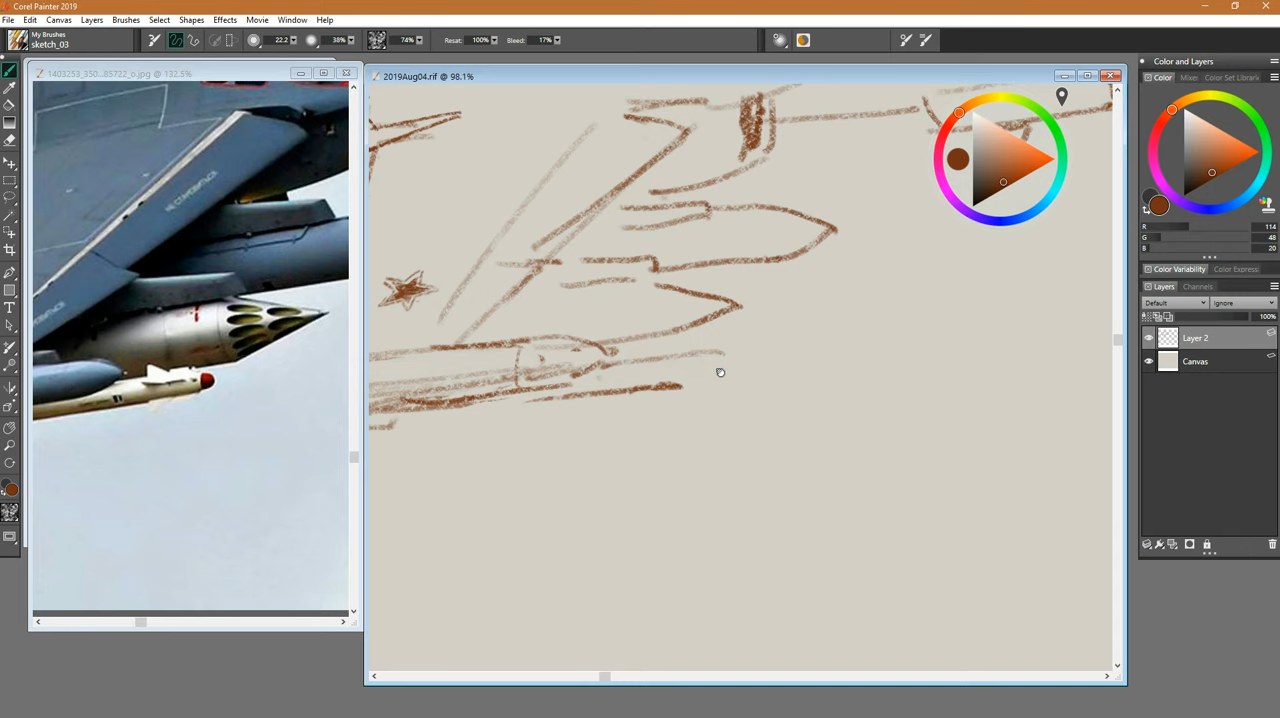 Corel Painter 2019
File Edit Canvas Layers Brushes Select Shapes Effects Movie Window Help
My Brushes
sketch_03
22.2 38% 74% Resat: 100% Bleed: 17%
1403253_350...85722_o.jpg @ 132.5%
2019Aug04.rif @ 98.1%
Color and Layers
Color Mixer Color Set Librari
R 114
G 48
B 20
Color Variability Color Express
Layers Channels
Default Ignore
100%
Layer 2
Canvas